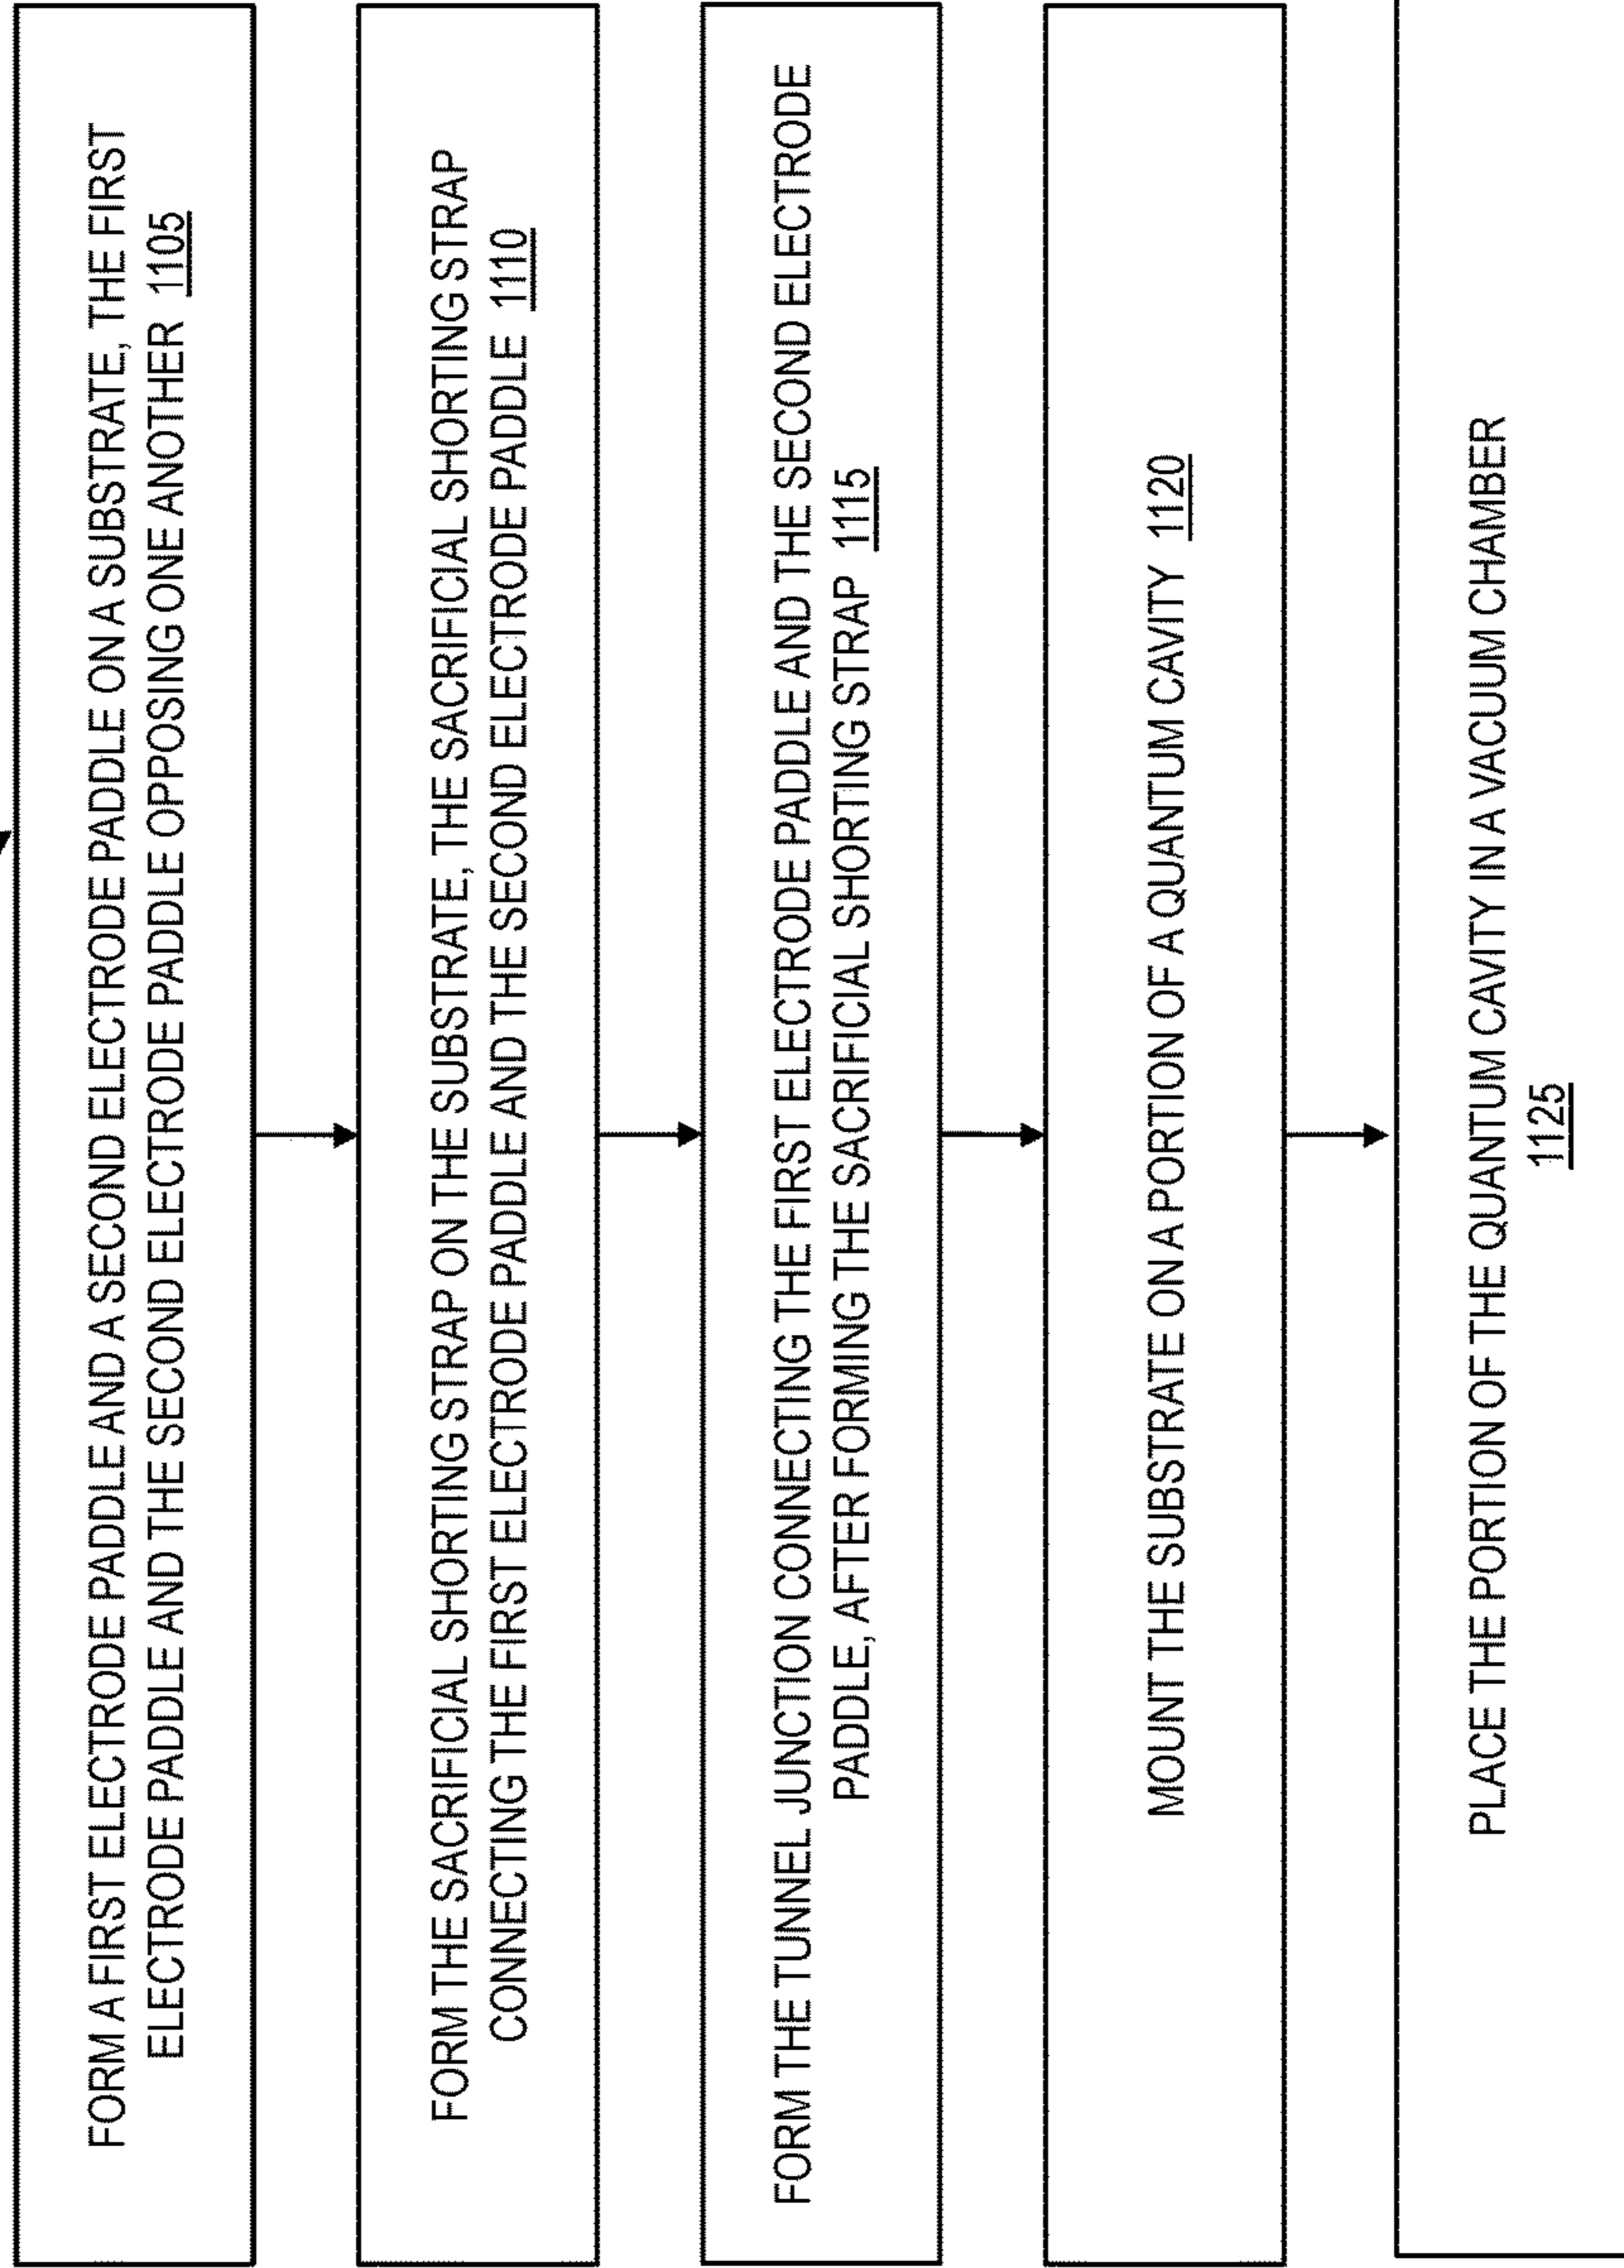 FORM A FIRST ELECTRODE PADDLE AND A SECOND ELECTRODE PADDLE ON A SUBSTRATE, THE FIRST
ELECTRODE PADDLE AND THE SECOND ELECTRODE PADDLE OPPOSING ONE ANOTHER 1105
FORM THE SACRIFICIAL SHORTING STRAP ON THE SUBSTRATE, THE SACRIFICIAL SHORTING STRAP
CONNECTING THE FIRST ELECTRODE PADDLE AND THE SECOND ELECTRODE PADDLE 1110
FORM THE TUNNEL JUNCTION CONNECTING THE FIRST ELECTRODE PADDLE AND THE SECOND ELECTRODE
PADDLE, AFTER FORMING THE SACRIFICIAL SHORTING STRAP 1115
MOUNT THE SUBSTRATE ON A PORTION OF A QUANTUM CAVITY 1120
PLACE THE PORTION OF THE QUANTUM CAVITY IN A VACUUM CHAMBER
1125